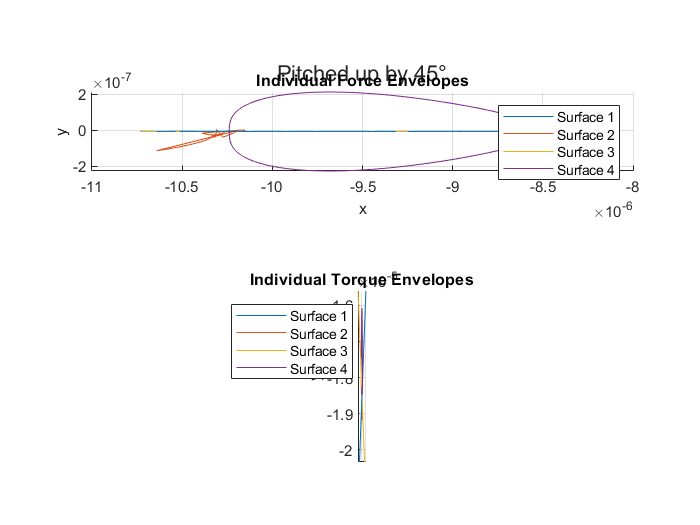 Pitched up by 45°
Individual Force Envelopes
×10-7
2
0
-2
y
-11
-10.5
-10
-9.5
-9
-8.5
-8
x
×10-6
Surface 1
Surface 2
Surface 3
Surface 4
Individual Torque Envelopes
Surface 1
Surface 2
Surface 3
Surface 4
-1.9
-2